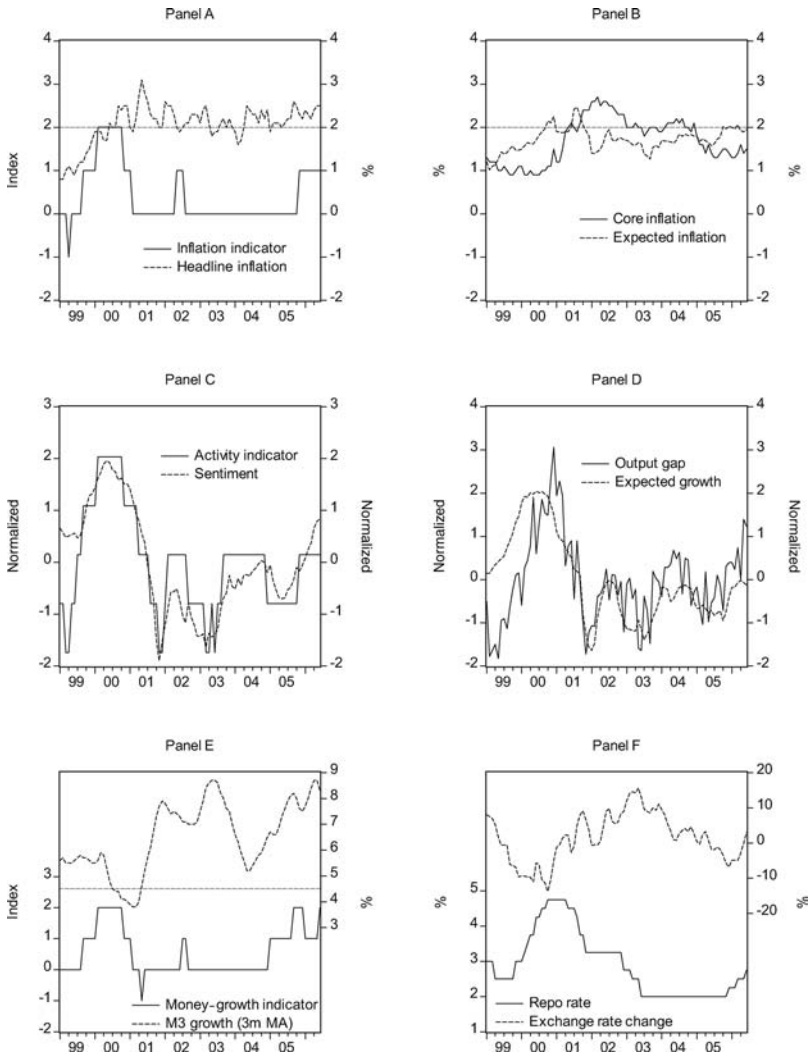 Panel A
4
3
2
1
0
-1
-2
Index
4
3
2
1
0
-1
-2
%
Inflation indicator
Headline inflation
99 00 01 02 03 04 05
Panel B
4
3
2
1
0
-1
-2
%
4
3
2
1
0
-1
-2
Core inflation
Expected inflation
99 00 01 02 03 04 05
Panel C
3
2
1
0
-1
-2
Normalized
3
2
1
0
-1
-2
Normalized
Activity indicator
Sentiment
99 00 01 02 03 04 05
Panel D
4
3
2
1
0
-1
-2
4
3
2
1
0
-1
-2
Normalized
Output gap
Expected growth
99 00 01 02 03 04 05
Panel E
3
2
1
0
-1
-2
Index
9
8
7
6
5
4
3
%
Money-growth indicator
M3 growth (3m MA)
99 00 01 02 03 04 05
Panel F
5
4
3
2
1
%
20
10
0
-10
-20
%
Repo rate
Exchange rate change
99 00 01 02 03 04 05